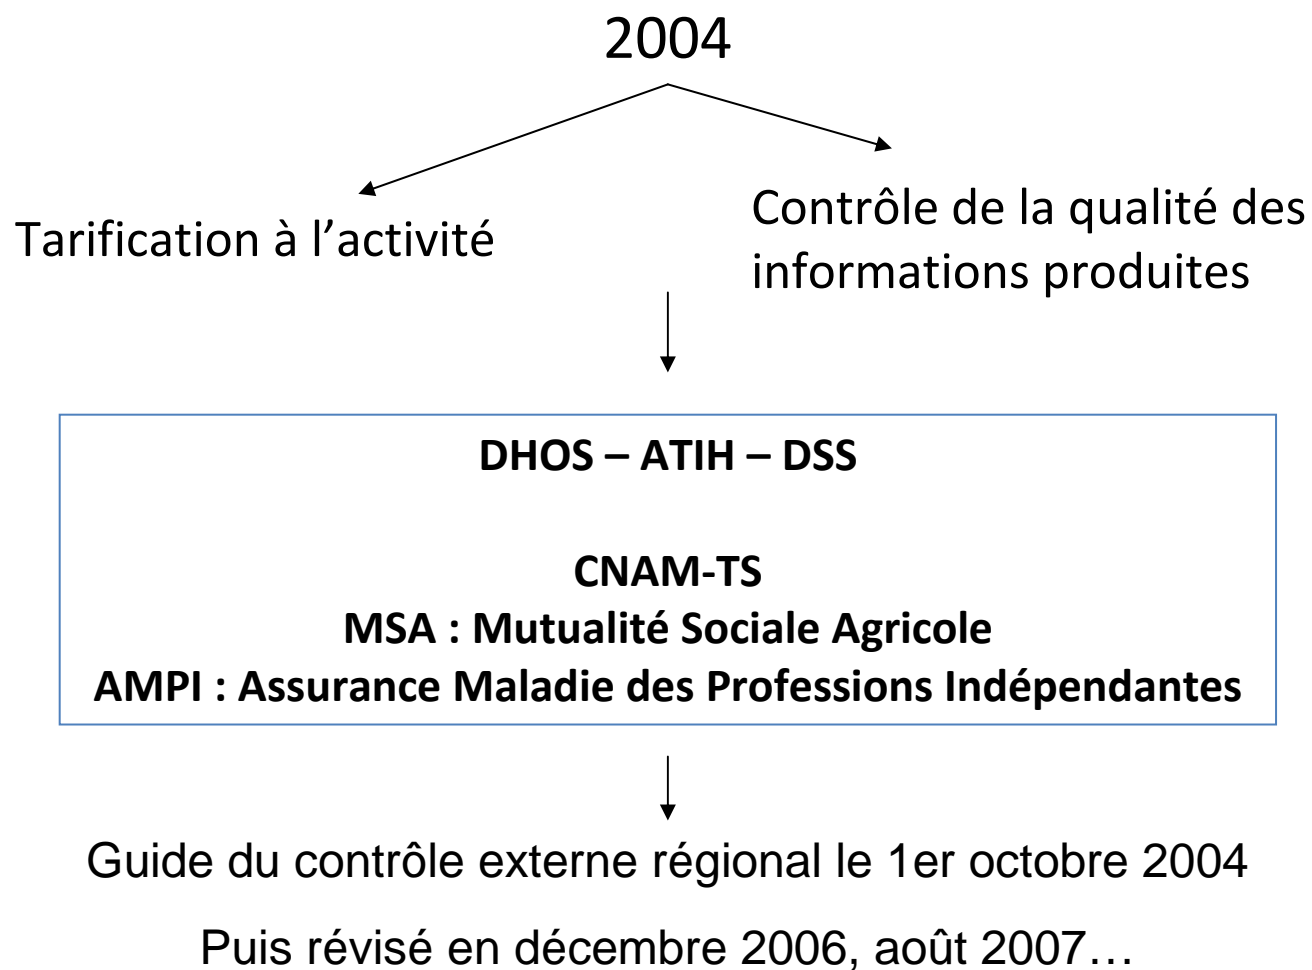 2004
Tarification à l’activité
Contrôle de la qualité des
informations produites
DHOS – ATIH – DSS
CNAM-TS
MSA : Mutualité Sociale Agricole
AMPI : Assurance Maladie des Professions Indépendantes
Guide du contrôle externe régional le 1er octobre 2004
Puis révisé en décembre 2006, août 2007…